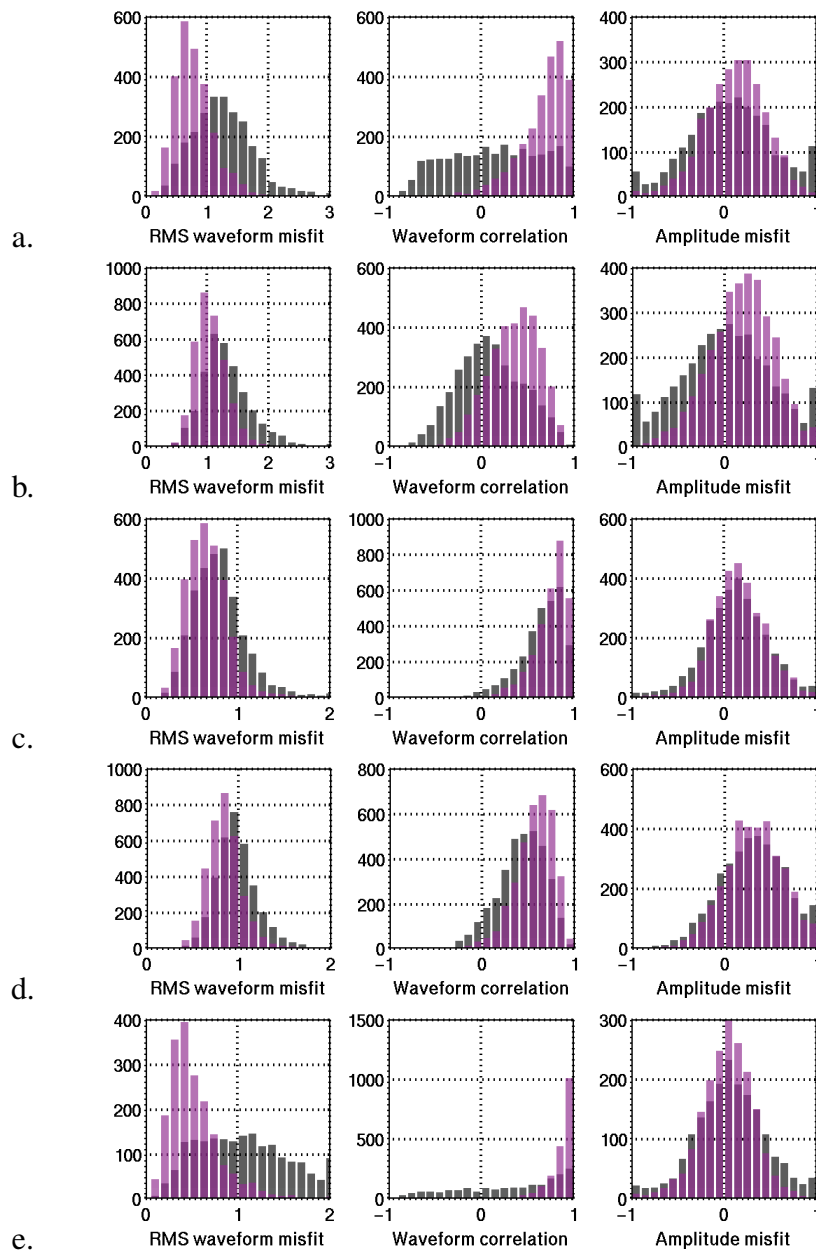 600 600 400
400 400 300
200 200 200
100
0 0 0
0 1 2 3 −1 0 1 −1 0 1
RMS waveform misfit Waveform correlation Amplitude misfit
a.
1000 600 400
800 300
600 400
400 200
200 200 100
0 0 0
0 1 2 3 −1 0 1 −1 0 1
RMS waveform misfit Waveform correlation Amplitude misfit
b.
600 1000 600
800
400 600 400
400
200 200 200
0 0 0
0 1 2 −1 0 1 −1 0 1
RMS waveform misfit Waveform correlation Amplitude misfit
c.
1000 800 600
800 600
600 400
400 400
200 200 200
0 0 0
0 1 2 −1 0 1 −1 0 1
RMS waveform misfit Waveform correlation Amplitude misfit
d.
400 1500 300
300 1000 200
200
100 500 100
0 0 0
0 1 2 −1 0 1 −1 0 1
RMS waveform misfit Waveform correlation Amplitude misfit
e.